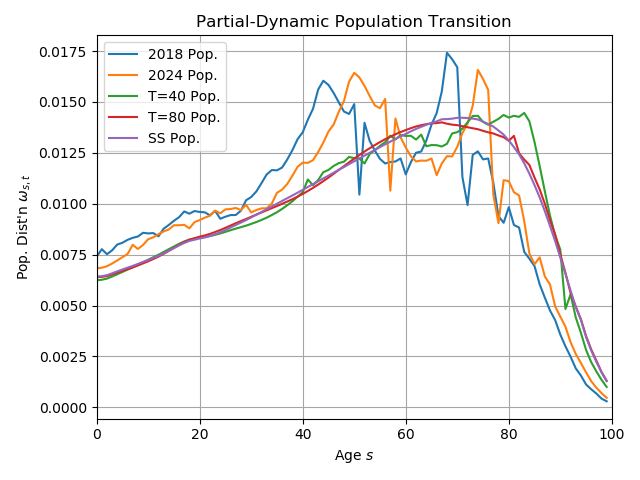 Partial-Dynamic Population Transition
2018 Pop.
2024 Pop.
T=40 Pop.
T=80 Pop.
SS Pop.
Pop. Dist'n ω_{s,t}
0.0175
0.0150
0.0125
0.0100
0.0075
0.0050
0.0025
0.0000
0 20 40 60 80 100
Age s